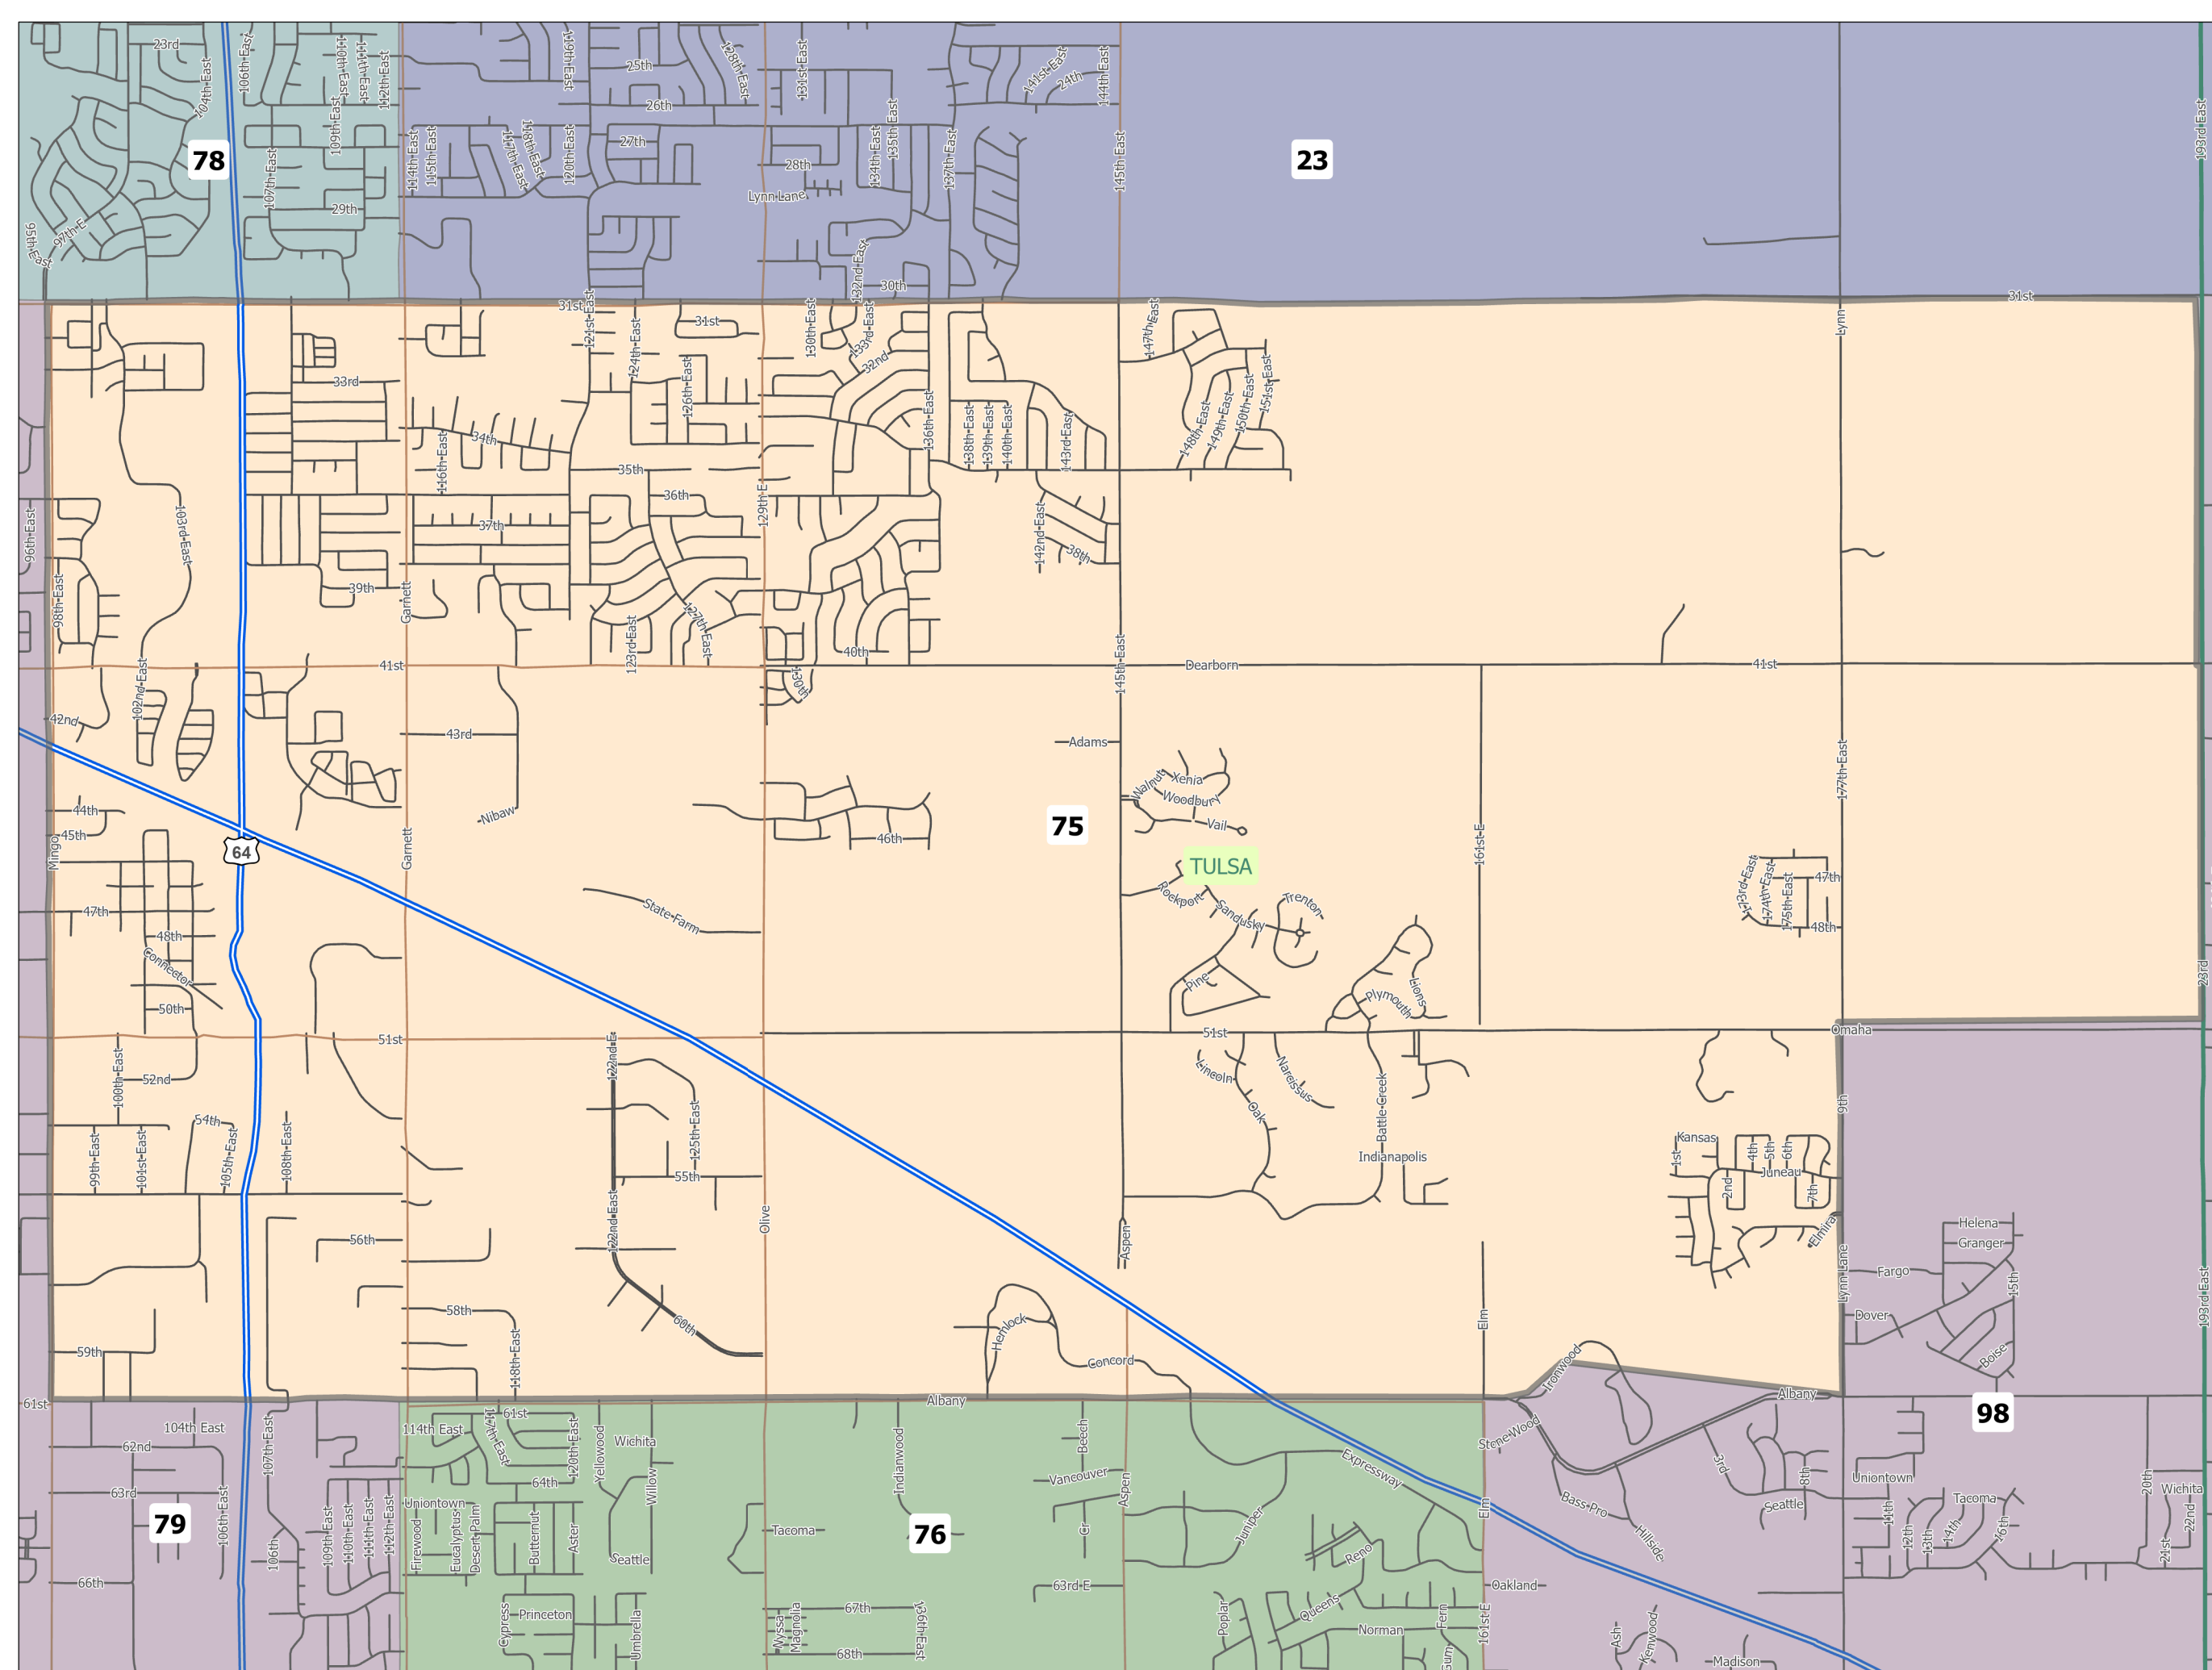 23rd
104th East
106th East
110th East
111th East
112th East
109th East
119th East
25th
128th East
131st East
141st East
24th
144th East
193rd East
26th
114th East
115th East
117th East
118th East
120th East
27th
28th
134th East
135th East
137th East
145th East
78
23
107th East
Lynn Lane
29th
95th East
97th E
132nd East
30th
31st
31st
121st East
124th East
31st
130th East
133rd East
32nd
147th East
Lynn
33rd
126th East
136th East
151st East
150th East
149th East
148th East
138th East
139th East
140th East
143rd East
34th
116th East
35th
36th
129th E
96th East
103rd East
37th
142nd East
38th
98th East
39th
Garnett
123rd East
127th East
40th
145th East
41st
Dearborn
41st
102nd East
130th
42nd
43rd
Adams
177th East
Walnut
Xenia
Woodbury
Vail
44th
45th
Nibaw
46th
75
Mingo
64
Garnett
161st E
TULSA
173rd East
174th East
175th East
47th
48th
47th
State Farm
Rockport
Sandusky
Trenton
48th
Connector
Pine
Plymouth
Lions
23rd
50th
51st
51st
Omaha
122nd E
100th East
52nd
Lincoln
Narcissus
Oak
Battle Creek
9th
54th
99th East
101st East
105th East
108th East
125th East
55th
Indianapolis
Kansas
1st
4th
5th
6th
Juneau
2nd
7th
122nd East
Olive
56th
Aspen
Elmira
Helena
Granger
Lynn Lane
Fargo
15th
193rd East
58th
60th
Hemlock
Elm
Dover
118th East
59th
Concord
Ironwood
Boise
61st
Albany
Albany
98
104th East
114th East
61st
117th East
120th East
Yellowood
Wichita
Beech
Stone Wood
62nd
107th East
64th
Willow
Indianwood
Vancouver
Aspen
Expressway
3rd
8th
Uniontown
20th
Wichita
63rd
106th East
Uniontown
Elm
Bass Pro
Seattle
Tacoma
11th
22nd
79
109th East
110th East
111th East
112th East
Firewood
Eucalyptus
Desert Palm
Butternut
Aster
Seattle
Tacoma
76
Cr
Juniper
Reno
Hillside
12th
13th
14th
16th
21st
106th
66th
63rd E
Oakland
Cypress
Princeton
Umbrella
Nyssa
Magnolia
67th
136th East
68th
Poplar
Queens
Norman
Fern
Gum
161st E
Ash
Kenwood
Madison